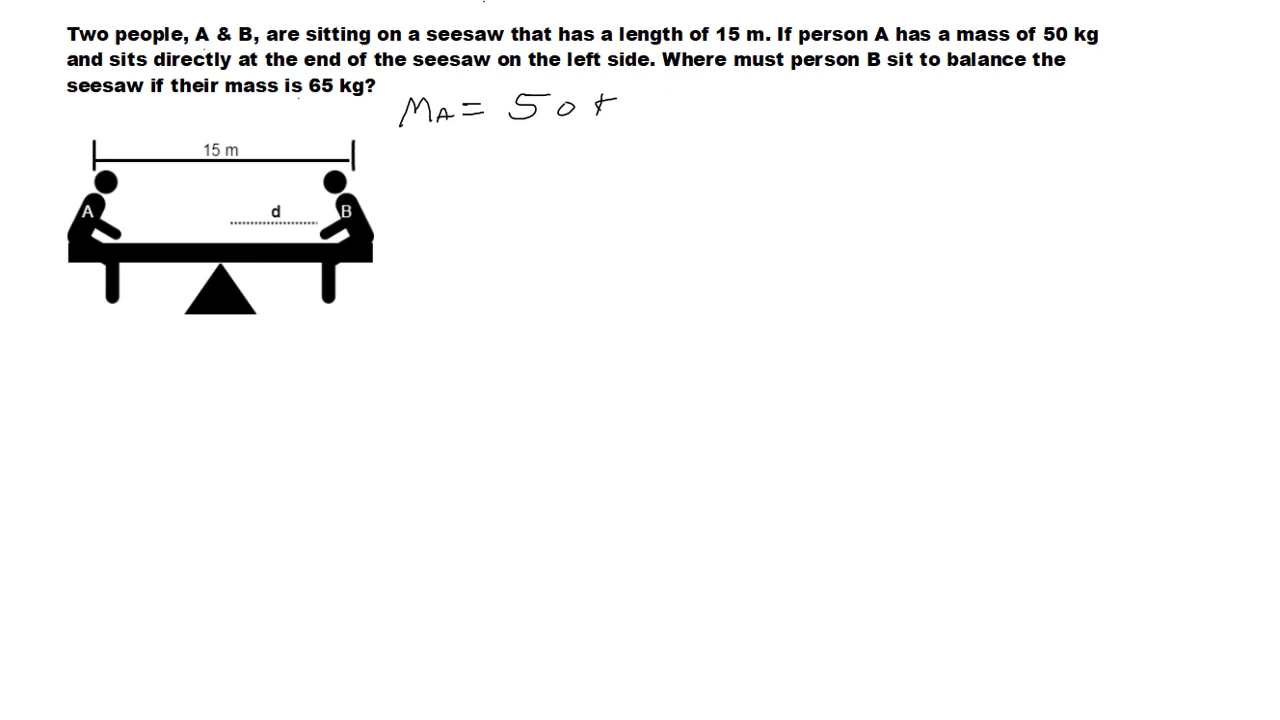 Two people, A & B, are sitting on a seesaw that has a length of 15 m. If person A has a mass of 50 kg
and sits directly at the end of the seesaw on the left side. Where must person B sit to balance the
seesaw if their mass is 65 kg?
MA = 50
15 m
A d B